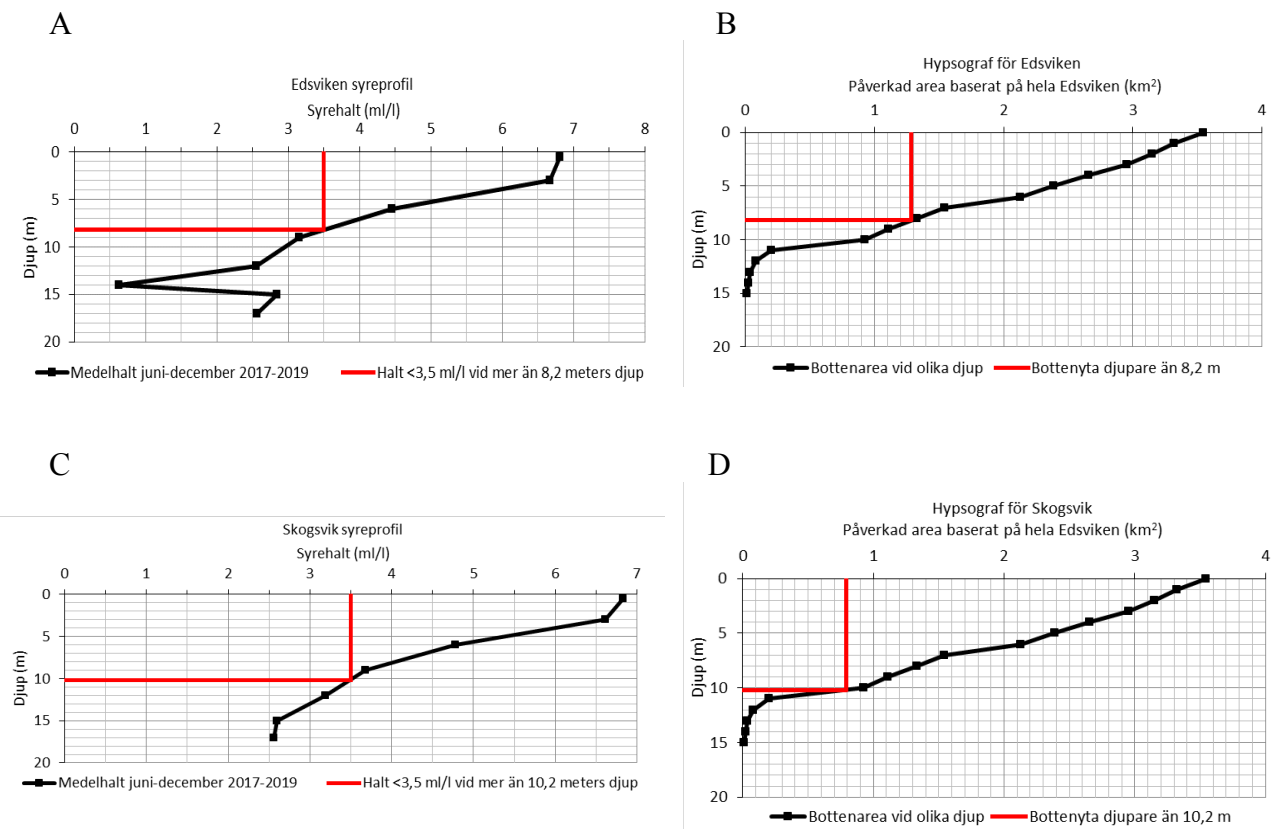 A
Edsviken syreprofil
Syrehalt (ml/l)
0 1 2 3 4 5 6 7 8
0
5
10
15
20
Djup (m)
Medelhalt juni-december 2017-2019 Halt <3,5 ml/l vid mer än 8,2 meters djup
B
Hypsograf för Edsviken
Påverkad area baserat på hela Edsviken (km²)
0 1 2 3 4
0
5
10
15
20
Djup (m)
Bottenarea vid olika djup Bottenyta djupare än 8,2 m
C
Skogsvik syreprofil
Syrehalt (ml/l)
0 1 2 3 4 5 6 7
0
5
10
15
20
Djup (m)
Medelhalt juni-december 2017-2019 Halt <3,5 ml/l vid mer än 10,2 meters djup
D
Hypsograf för Skogsvik
Påverkad area baserat på hela Edsviken (km²)
0 1 2 3 4
0
5
10
15
20
Djup (m)
Bottenarea vid olika djup Bottenyta djupare än 10,2 m